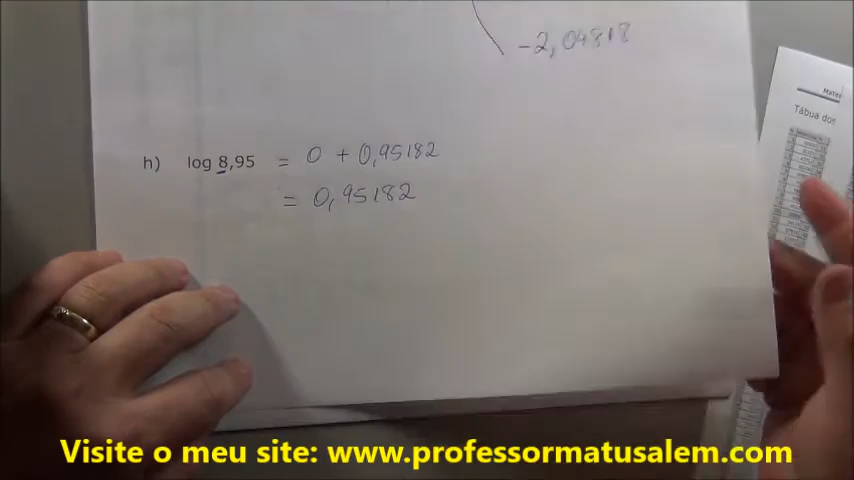 -2,04818
h) log 8,95 = 0 + 0,95182
= 0,95182
Tábua dos
Visite o meu site: www.professormatusalem.com